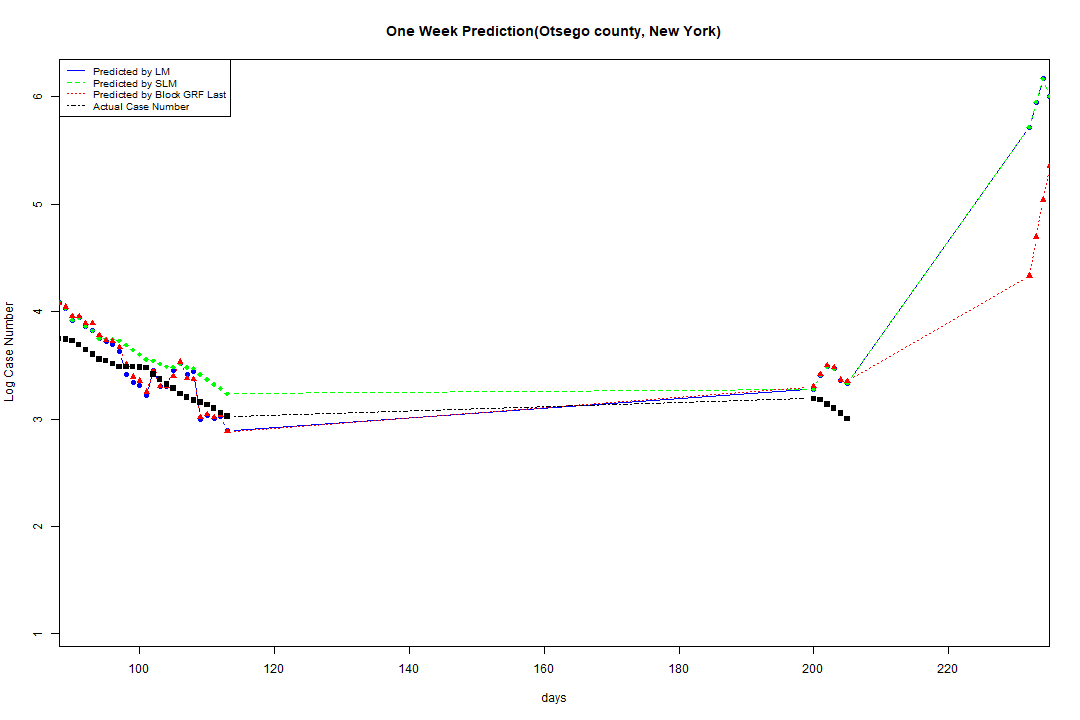 One Week Prediction(Otsego county, New York)
Predicted by LM
Predicted by SLM
Predicted by Block GRF Last
Actual Case Number
6
5
4
3
2
1
Log Case Number
100 120 140 160 180 200 220
days